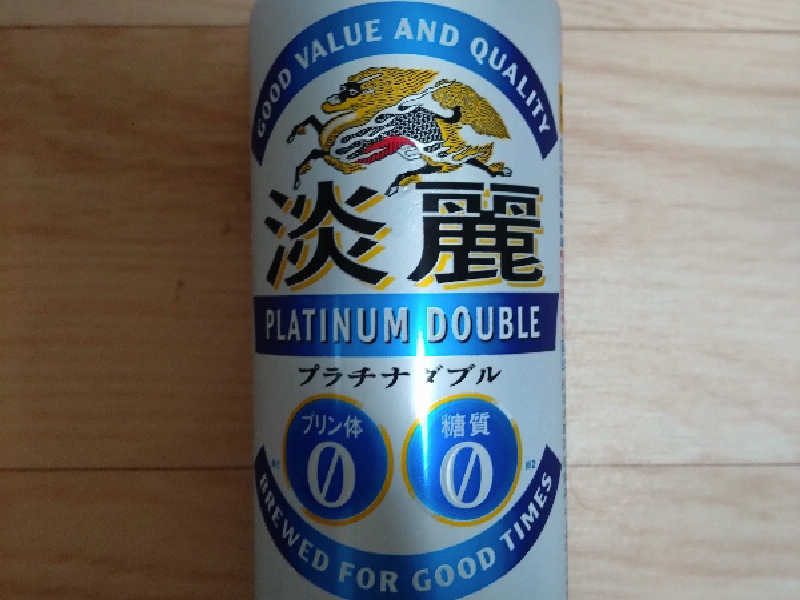 GOOD VALUE AND QUALITY
淡麗
PLATINUM DOUBLE
プラチナダブル
プリン体 糖質
0 0
BREWED FOR GOOD TIMES